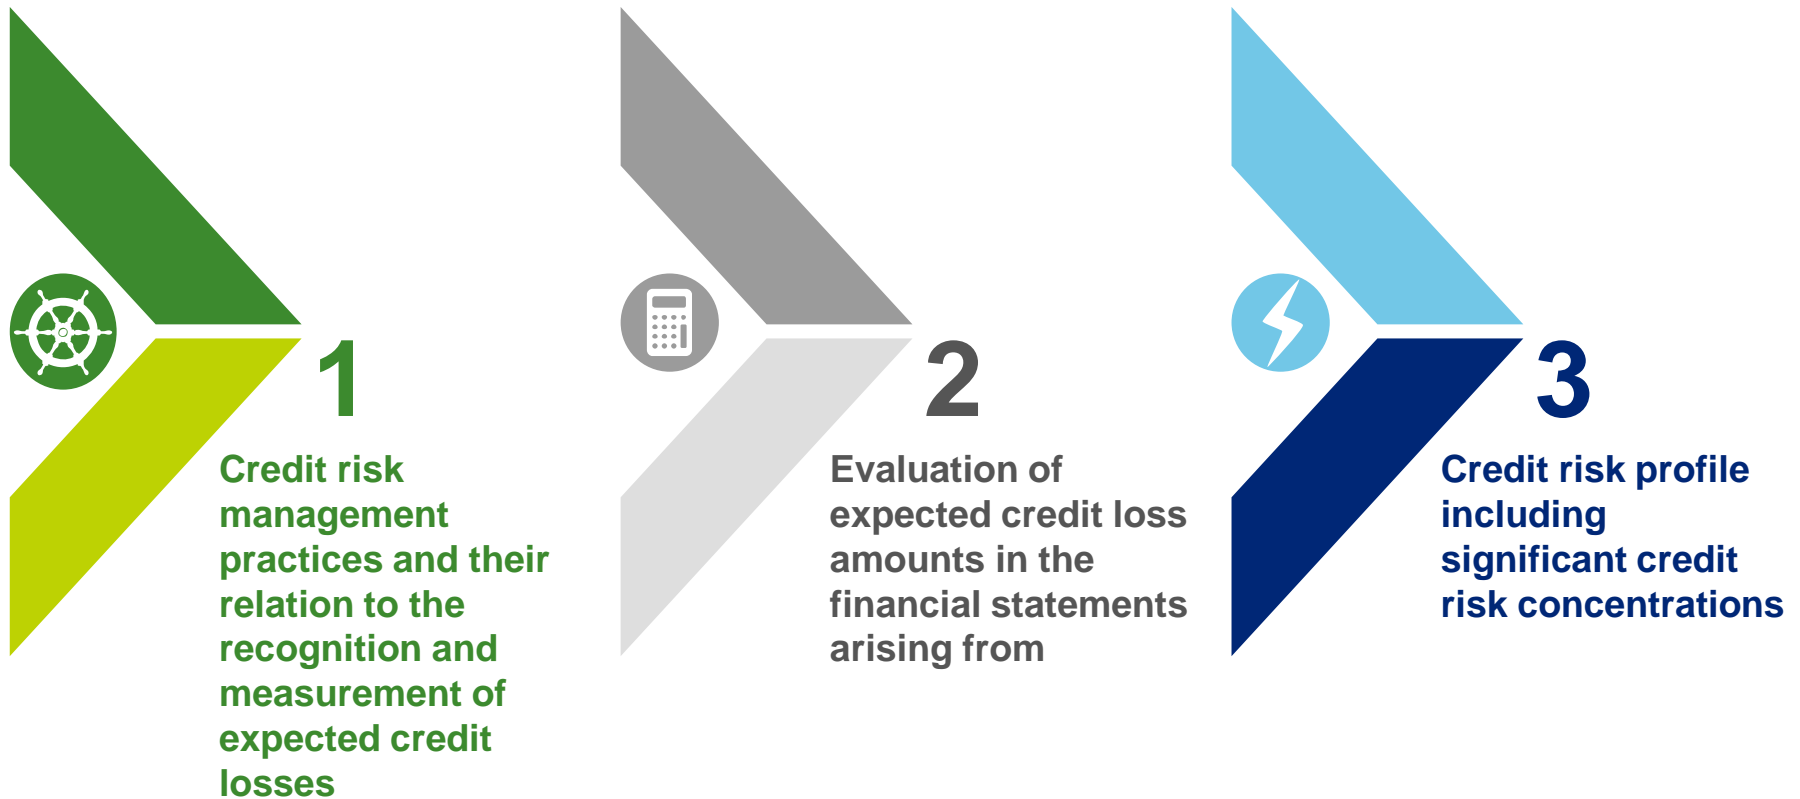 1
Credit risk
management
practices and their
relation to the
recognition and
measurement of
expected credit
losses
2
Evaluation of
expected credit loss
amounts in the
financial statements
arising from
3
Credit risk profile
including
significant credit
risk concentrations